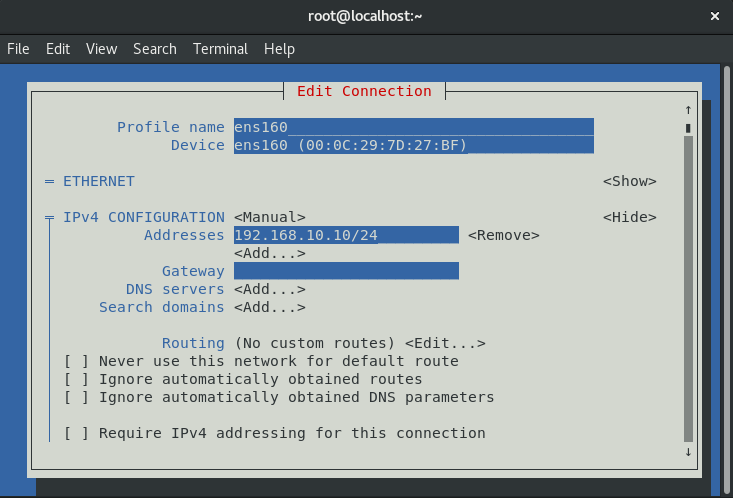 root@localhost:~ ×
File Edit View Search Terminal Help
Edit Connection
Profile name ens160
Device ens160 (00:0C:29:7D:27:BF)
═ ETHERNET <Show>
╤ IPv4 CONFIGURATION <Manual> <Hide>
Addresses 192.168.10.10/24 <Remove>
<Add...>
Gateway
DNS servers <Add...>
Search domains <Add...>
Routing (No custom routes) <Edit...>
[ ] Never use this network for default route
[ ] Ignore automatically obtained routes
[ ] Ignore automatically obtained DNS parameters
[ ] Require IPv4 addressing for this connection